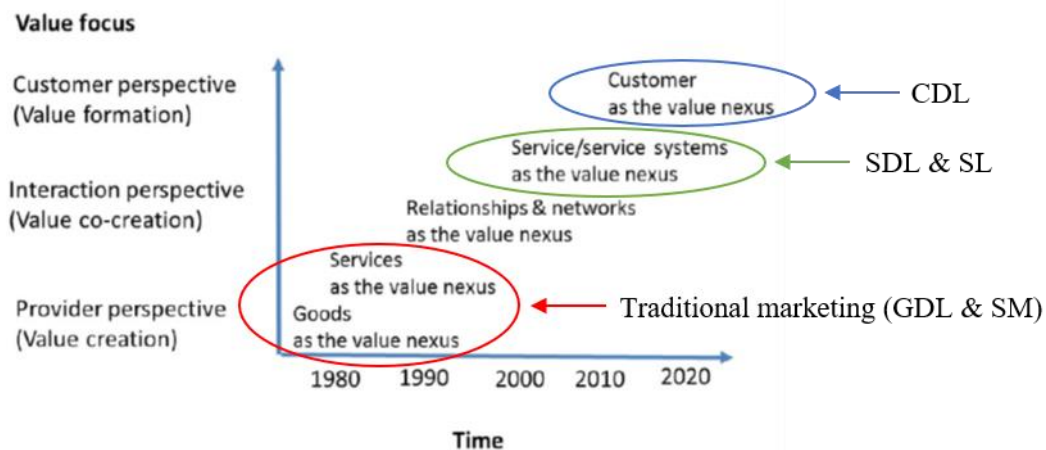 Value focus
Customer perspective
(Value formation)
Customer
as the value nexus
CDL
Service/service systems
as the value nexus
SDL & SL
Interaction perspective
(Value co-creation)
Relationships & networks
as the value nexus
Services
as the value nexus
Provider perspective
(Value creation)
Goods
as the value nexus
Traditional marketing (GDL & SM)
1980 1990 2000 2010 2020
Time